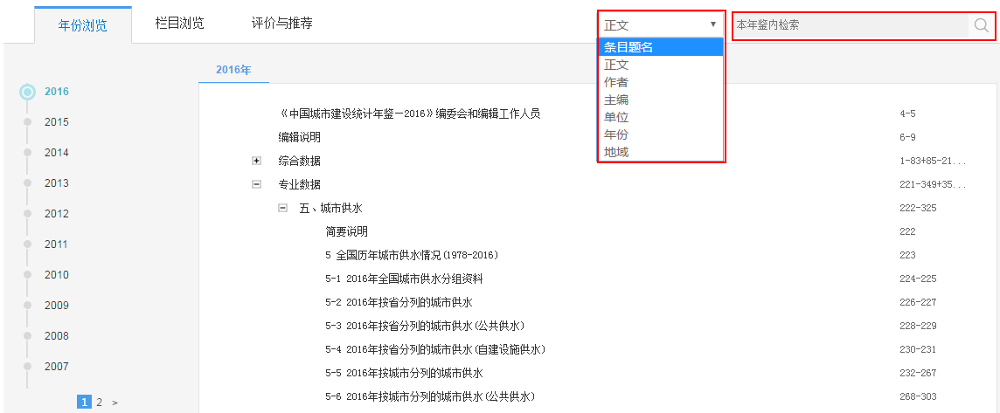 年份浏览 栏目浏览 评价与推荐 正文 本年鉴内检索
条目题名
正文
作者
主编
单位
年份
地域
2016年
2016
2015
2014
2013
2012
2011
2010
2009
2008
2007
1 2 >
《中国城市建设统计年鉴—2016》编委会和编辑工作人员 4-5
编辑说明 6-9
综合数据 1-83+85-21...
专业数据 221-349+35...
五、城市供水 222-325
简要说明 222
5 全国历年城市供水情况(1978-2016) 223
5-1 2016年全国城市供水分组资料 224-225
5-2 2016年按省分列的城市供水 226-227
5-3 2016年按省分列的城市供水(公共供水) 228-229
5-4 2016年按省分列的城市供水(自建设施供水) 230-231
5-5 2016年按城市分列的城市供水 232-267
5-6 2016年按城市分列的城市供水(公共供水) 268-303